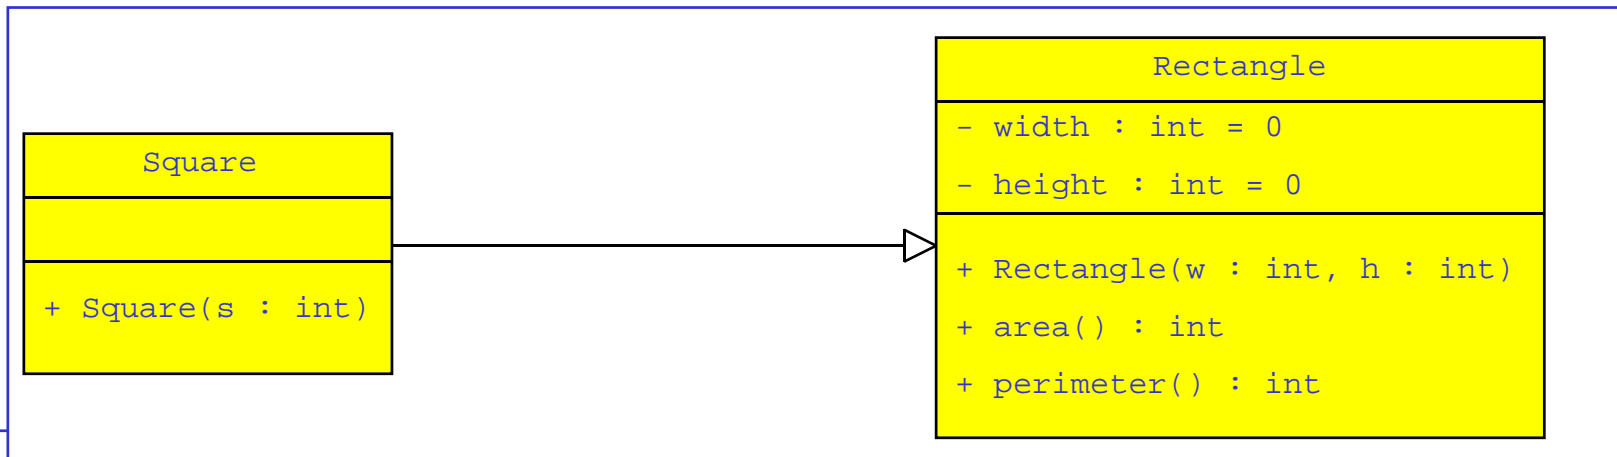 Square
+ Square(s : int)
Rectangle
- width : int = 0
- height : int = 0
+ Rectangle(w : int, h : int)
+ area() : int
+ perimeter() : int